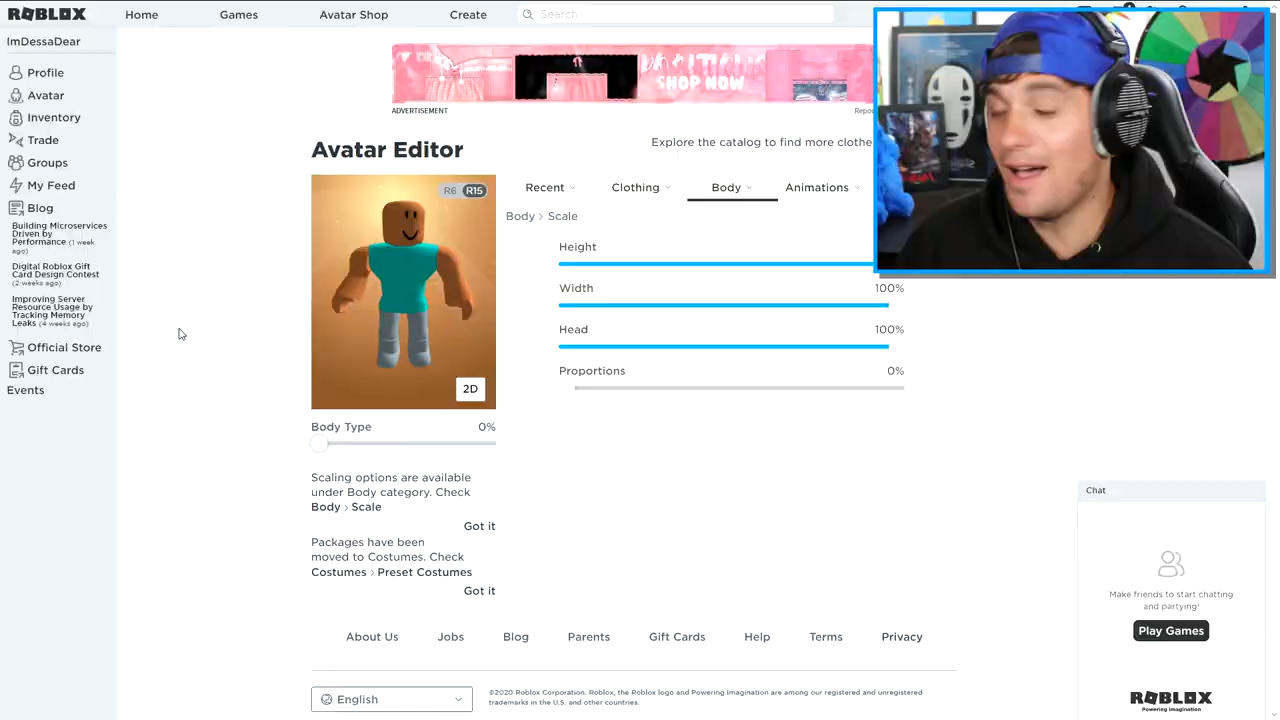 ROBLOX
Home
Games
Avatar Shop
Create
Search
ImDessaDear
Profile
Avatar
Inventory
Trade
Groups
My Feed
Blog
Building Microservices
Driven by
Performance (1 week
ago)
Digital Roblox Gift
Card Design Contest
(2 weeks ago)
Improving Server
Resource Usage by
Tracking Memory
Leaks (4 weeks ago)
Official Store
Gift Cards
Events
SHOP NOW
ADVERTISEMENT
Repo
Avatar Editor
Explore the catalog to find more clothe
R6 R15
2D
Recent
Clothing
Body
Animations
Body > Scale
Height
Width 100%
Head 100%
Proportions 0%
Body Type 0%
Scaling options are available
under Body category. Check
Body > Scale
Got it
Packages have been
moved to Costumes. Check
Costumes > Preset Costumes
Got it
Chat
Make friends to start chatting
and partying!
Play Games
ROBLOX
Powering Imagination
About Us
Jobs
Blog
Parents
Gift Cards
Help
Terms
Privacy
English
©2020 Roblox Corporation. Roblox, the Roblox logo and Powering Imagination are among our registered and unregistered
trademarks in the U.S. and other countries.